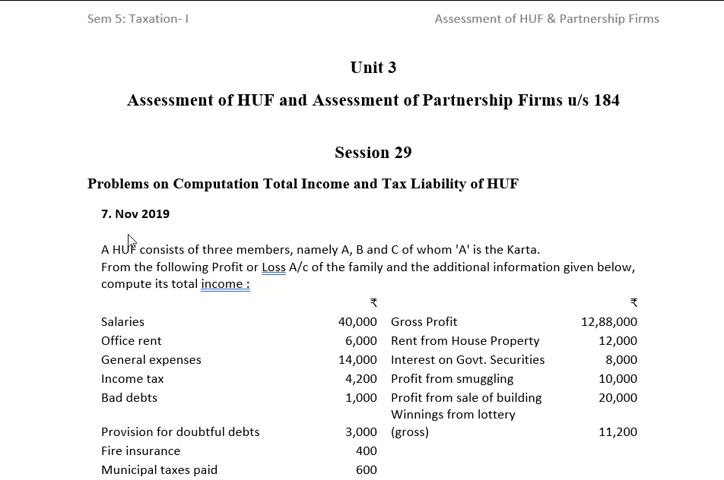 Sem 5: Taxation- I Assessment of HUF & Partnership Firms
Unit 3
Assessment of HUF and Assessment of Partnership Firms u/s 184
Session 29
Problems on Computation Total Income and Tax Liability of HUF
7. Nov 2019
A HUF consists of three members, namely A, B and C of whom 'A' is the Karta.
From the following Profit or Loss A/c of the family and the additional information given below,
compute its total income :
₹ ₹
Salaries 40,000 Gross Profit 12,88,000
Office rent 6,000 Rent from House Property 12,000
General expenses 14,000 Interest on Govt. Securities 8,000
Income tax 4,200 Profit from smuggling 10,000
Bad debts 1,000 Profit from sale of building 20,000
Winnings from lottery
Provision for doubtful debts 3,000 (gross) 11,200
Fire insurance 400
Municipal taxes paid 600